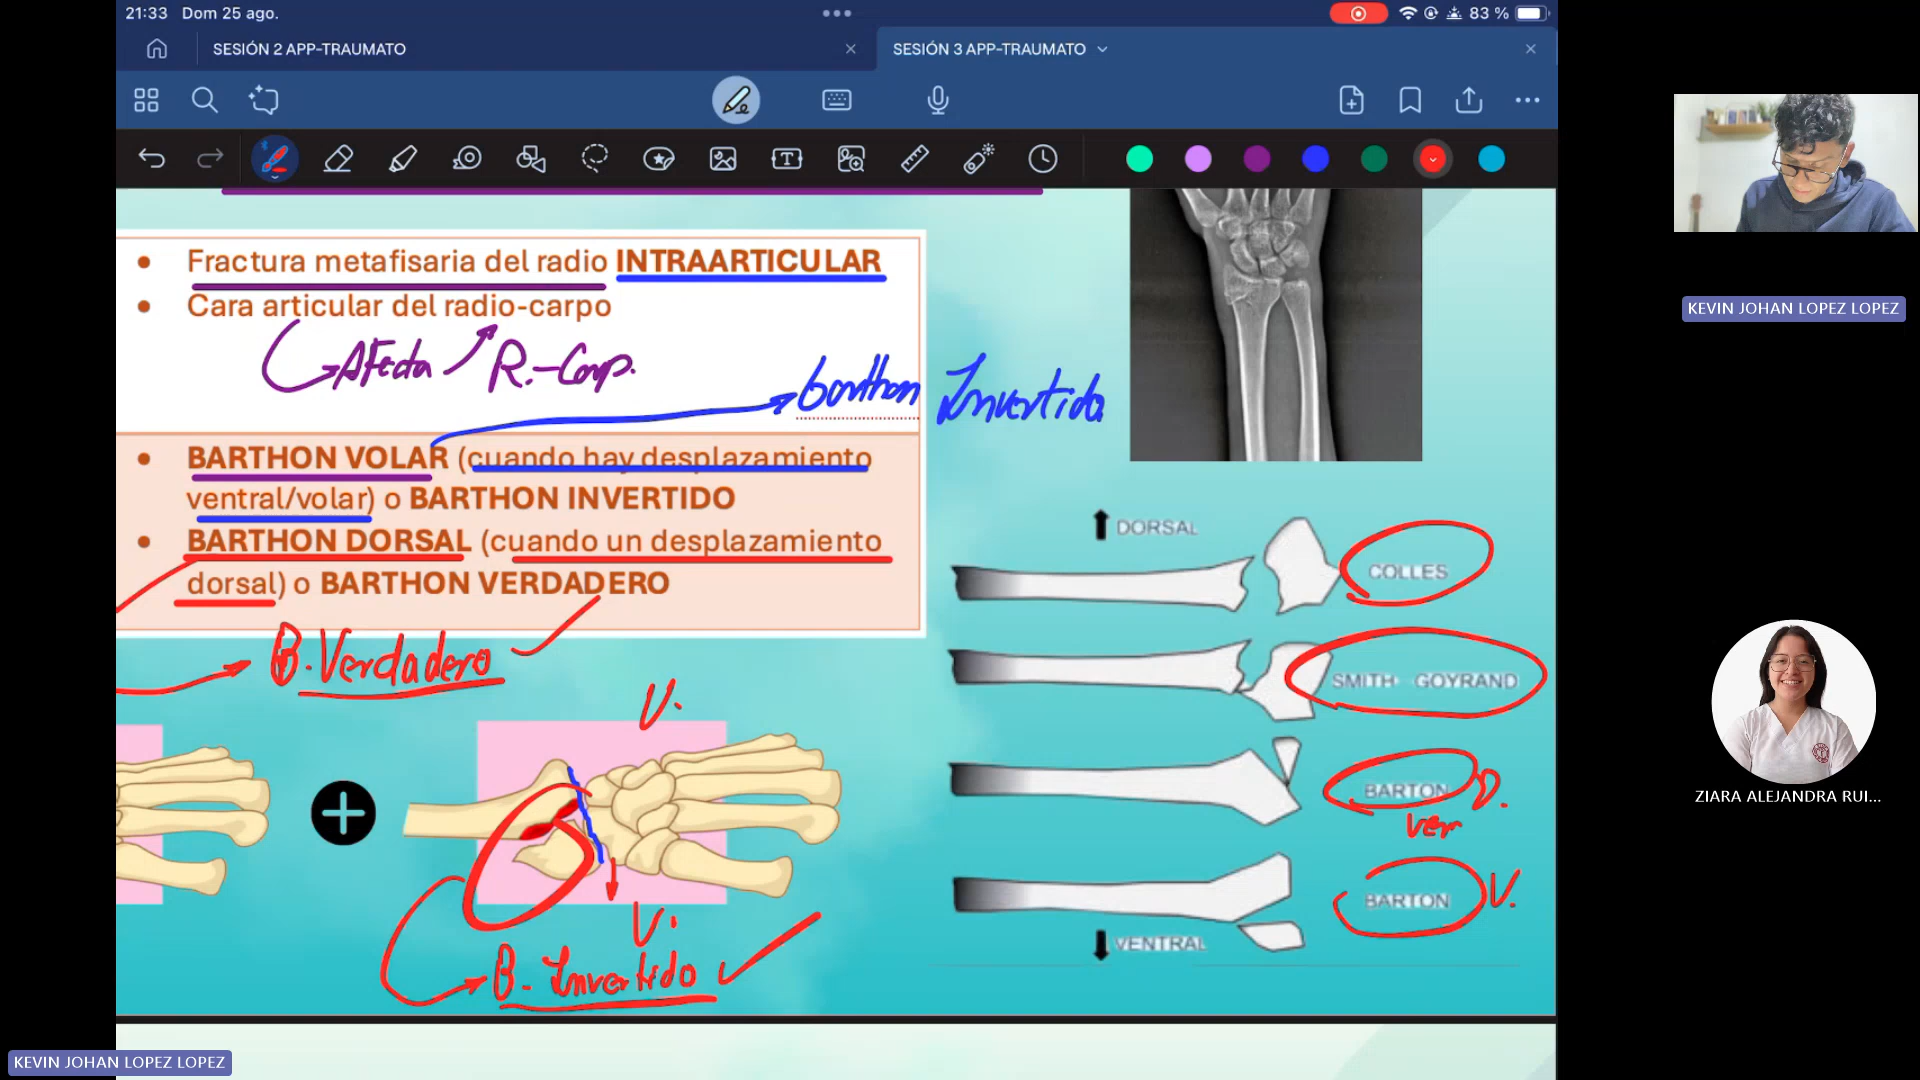 21:33 Dom 25 ago.
83 %
SESIÓN 2 APP-TRAUMATO
SESIÓN 3 APP-TRAUMATO
Fractura metafisaria del radio INTRAARTICULAR
Cara articular del radio-carpo
Afecta R.-Carp.
barthon Invertido
BARTHON VOLAR (cuando hay desplazamiento
ventral/volar) o BARTHON INVERTIDO
BARTHON DORSAL (cuando un desplazamiento
dorsal) o BARTHON VERDADERO
B. Verdadero
V.
V.
B. Invertido
DORSAL
COLLES
SMITH GOYRAND
BARTON D.
ver
BARTON V.
VENTRAL
KEVIN JOHAN LOPEZ LOPEZ
ZIARA ALEJANDRA RUI...
KEVIN JOHAN LOPEZ LOPEZ